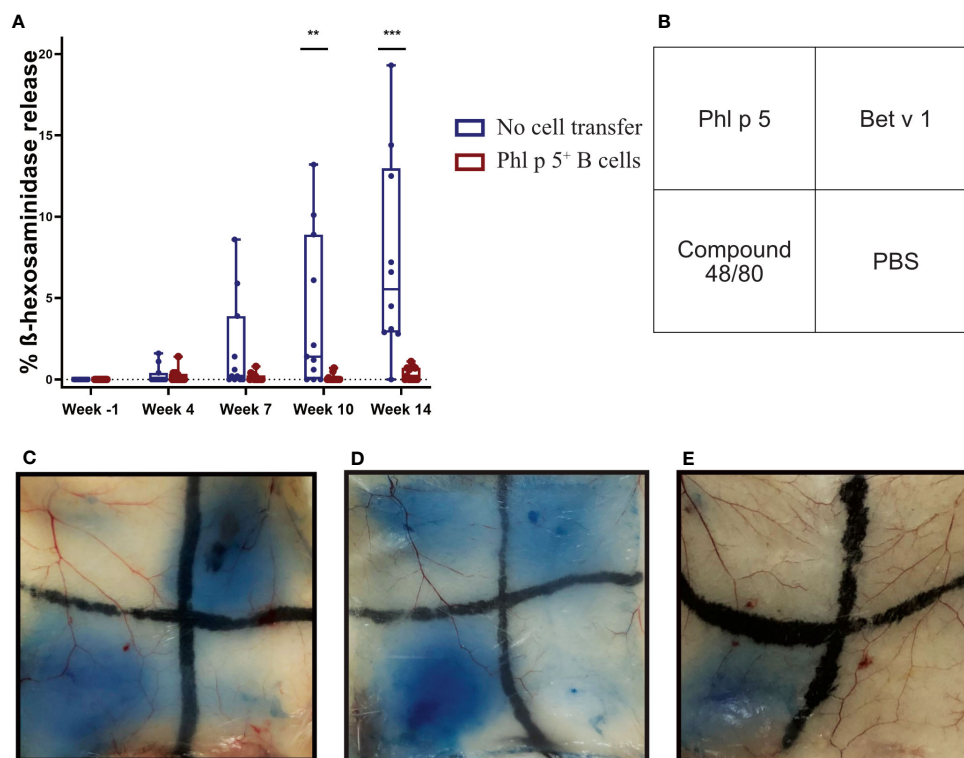 A
**
***
% ß-hexosaminidase release
20
15
10
5
0
Week -1
Week 4
Week 7
Week 10
Week 14
No cell transfer
Phl p 5⁺ B cells
B
Phl p 5
Bet v 1
Compound
48/80
PBS
C
D
E